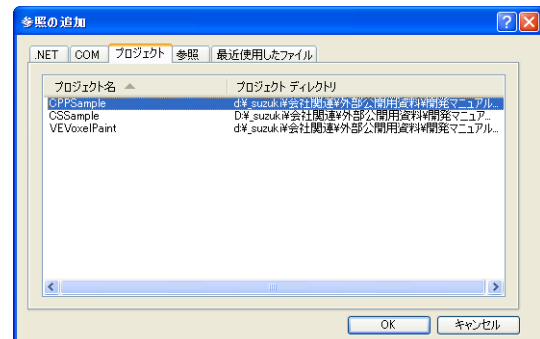 参照の追加
.NET COM プロジェクト 参照 最近使用したファイル
プロジェクト名 プロジェクト ディレクトリ
CPPSample d:¥_suzuki¥会社関連¥外部公開用資料¥開発マニュアル...
CSSample D:¥_suzuki¥会社関連¥外部公開用資料¥開発マニュア...
VEVoxelPaint d:¥_suzuki¥会社関連¥外部公開用資料¥開発マニュアル...
OK キャンセル